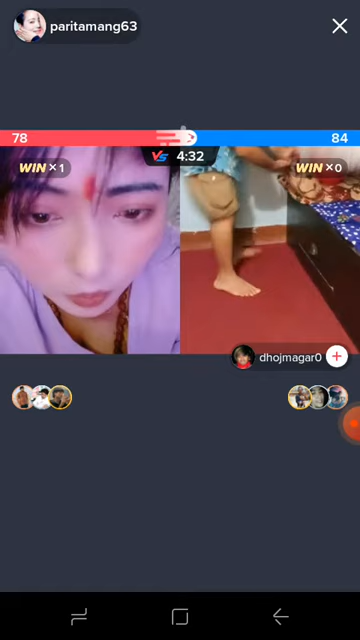 paritamang63
78
84
VS 4:32
WIN ×1
WIN ×0
dhojmagar0